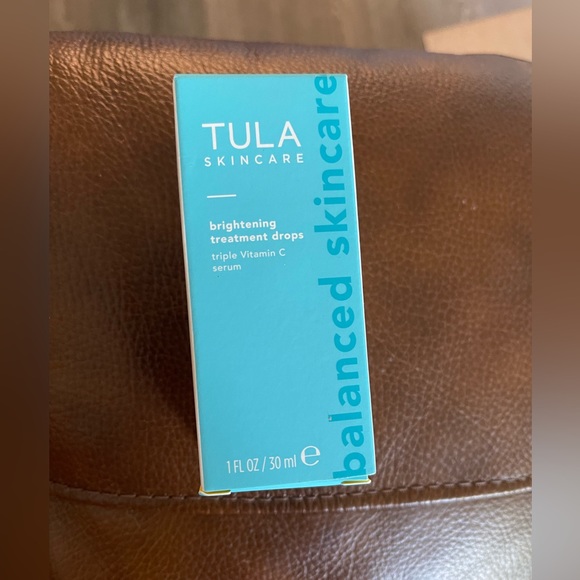 TULA
SKINCARE
brightening
treatment drops
triple Vitamin C
serum
1 FL OZ / 30 ml ℮
balanced skincare